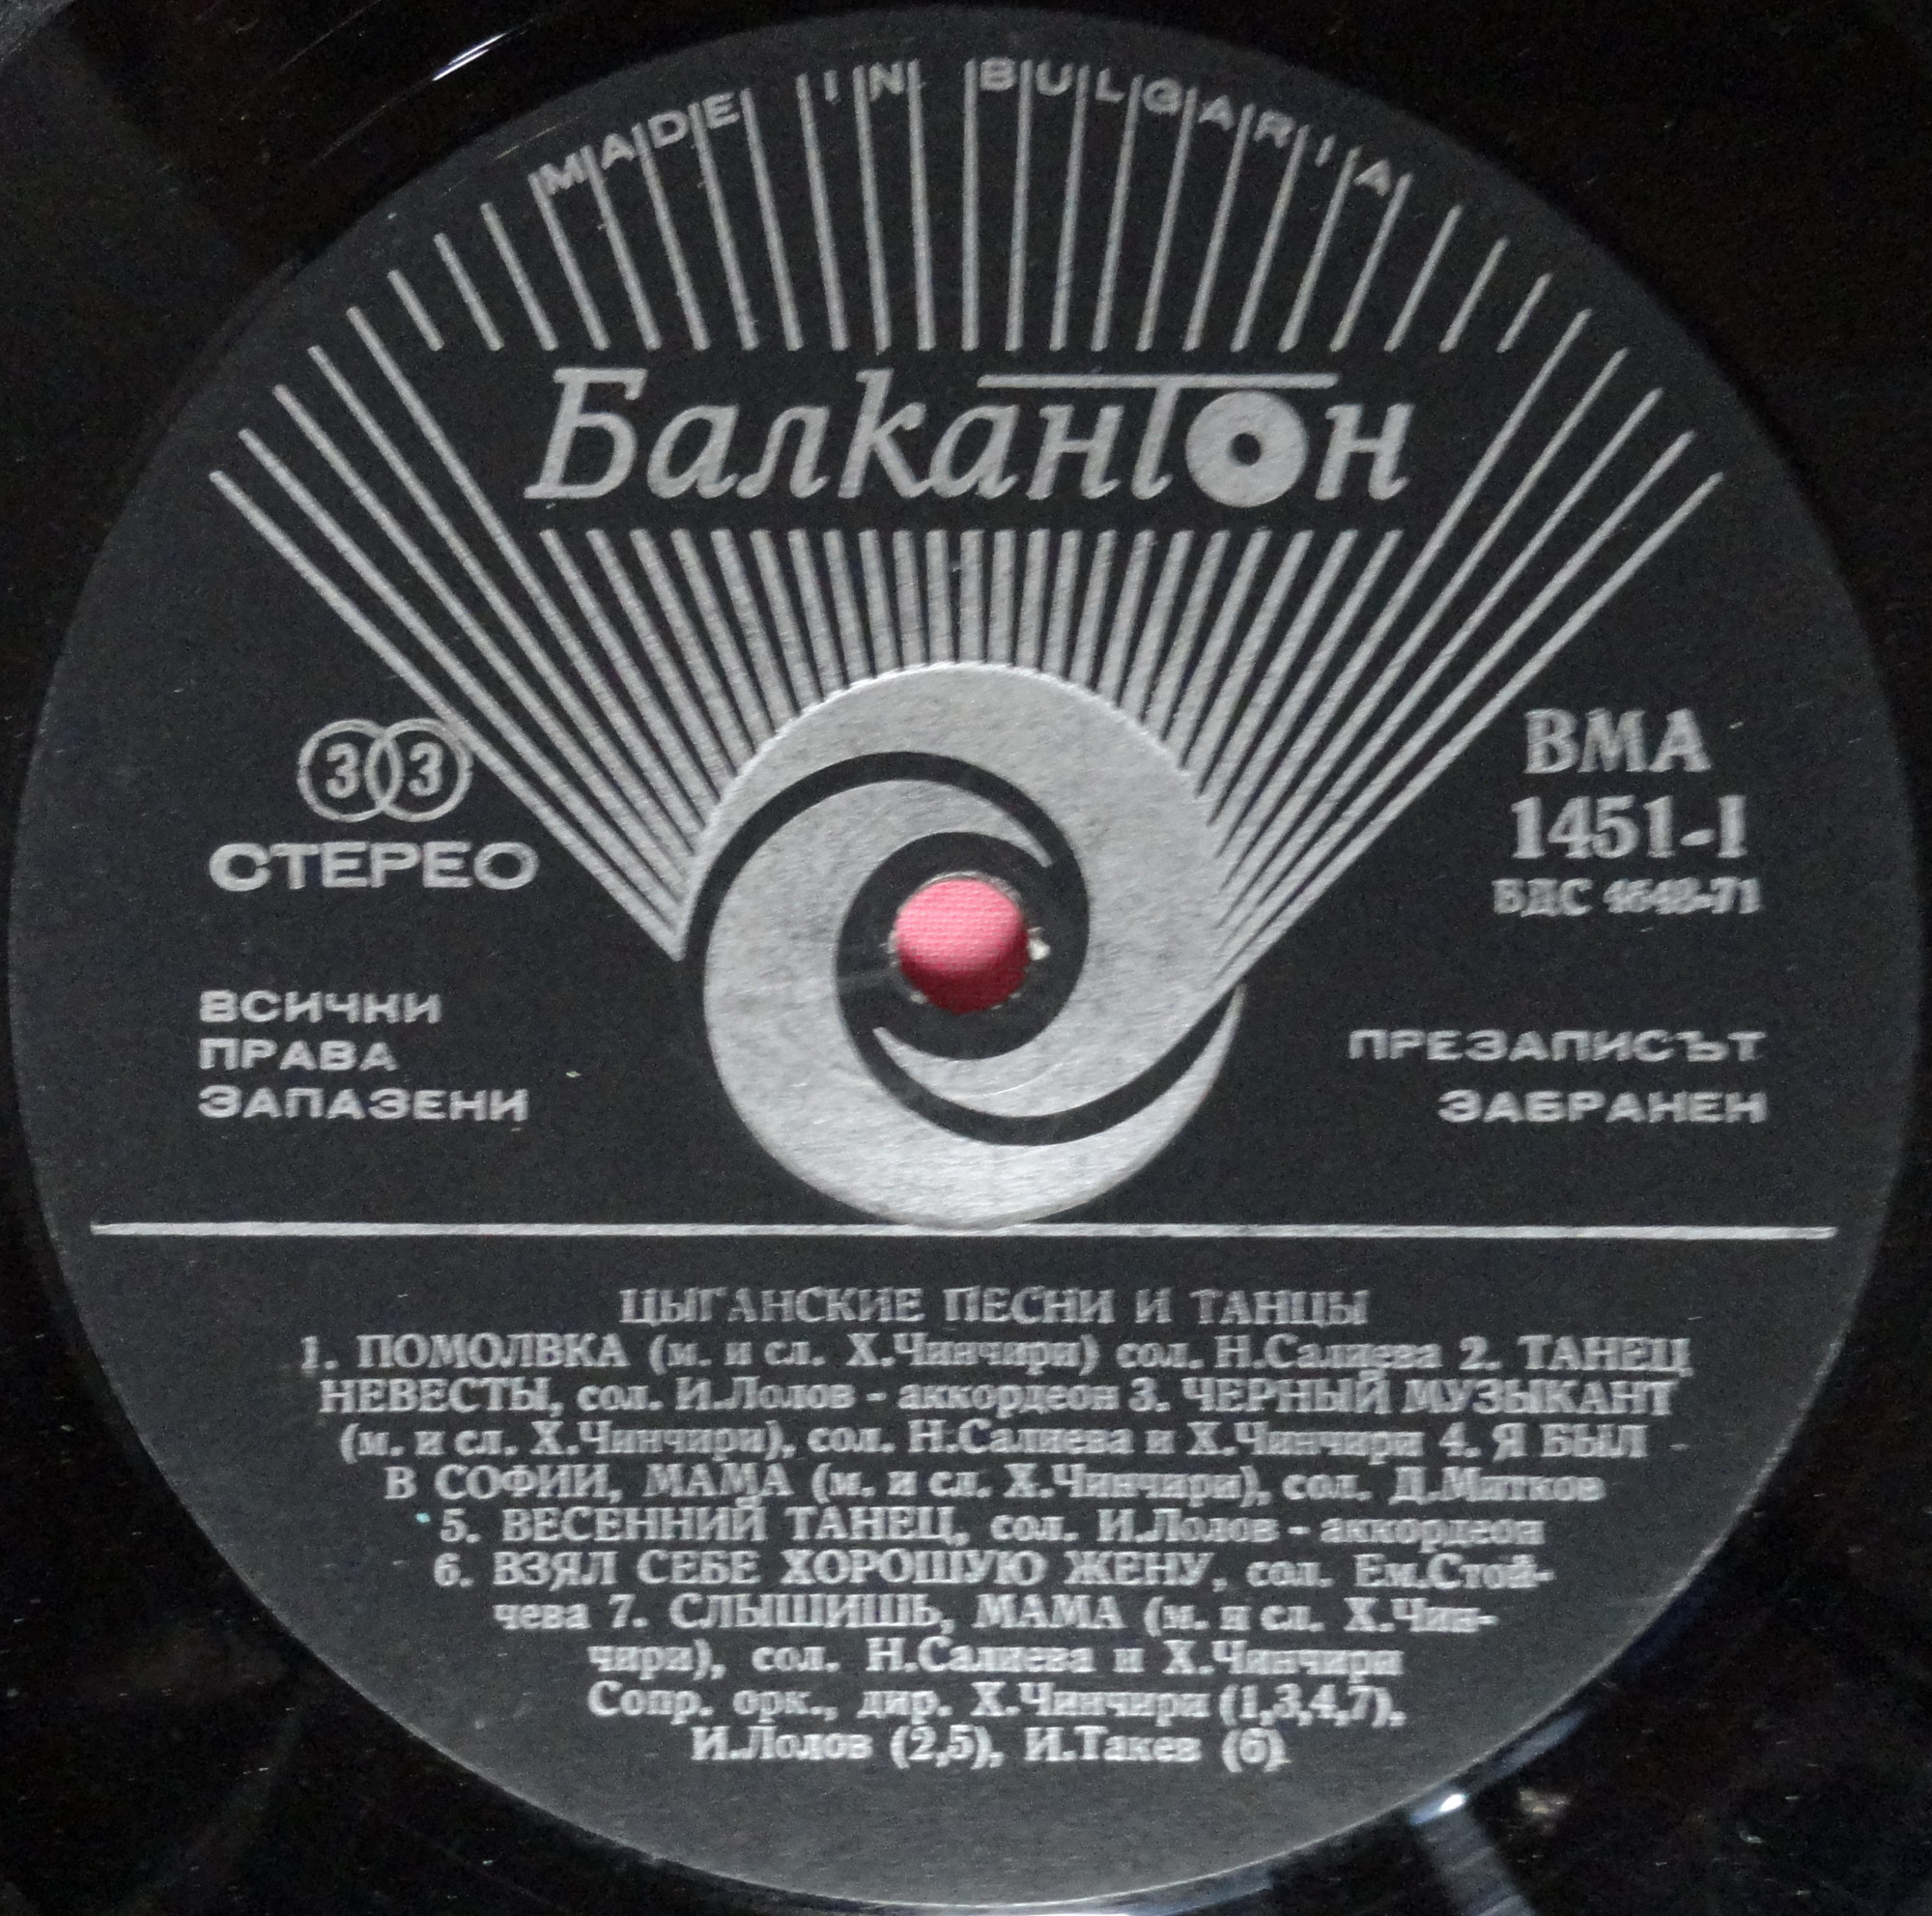 MADE IN BULGARIA
Балкантон
33
СТЕРЕО
ВМА
1451-I
БДС 4648-71
ВСИЧКИ
ПРАВА
ЗАПАЗЕНИ
ПРЕЗАПИСЪТ
ЗАБРАНЕН
ЦЫГАНСКИЕ ПЕСНИ И ТАНЦЫ
1. ПОМОЛВКА (м. и сл. Х.Чинчири) сол. Н.Салиева 2. ТАНЕЦ
НЕВЕСТЫ, сол. И.Лолов - аккордеон 3. ЧЕРНЫЙ МУЗЫКАНТ
(м. и сл. Х.Чинчири), сол. Н.Салиева и Х.Чинчири 4. Я БЫЛ -
В СОФИИ, МАМА (м. и сл. Х.Чинчири), сол. Д.Митков
5. ВЕСЕННИЙ ТАНЕЦ, сол. И.Лолов - аккордеон
6. ВЗЯЛ СЕБЕ ХОРОШУЮ ЖЕНУ, сол. Ем.Стой-
чева 7. СЛЫШИШЬ, МАМА (м. и сл. Х.Чин-
чири), сол. Н.Салиева и Х.Чинчири
Сопр. орк., дир. Х.Чинчири (1,3,4,7),
И.Лолов (2,5), И.Такев (6)